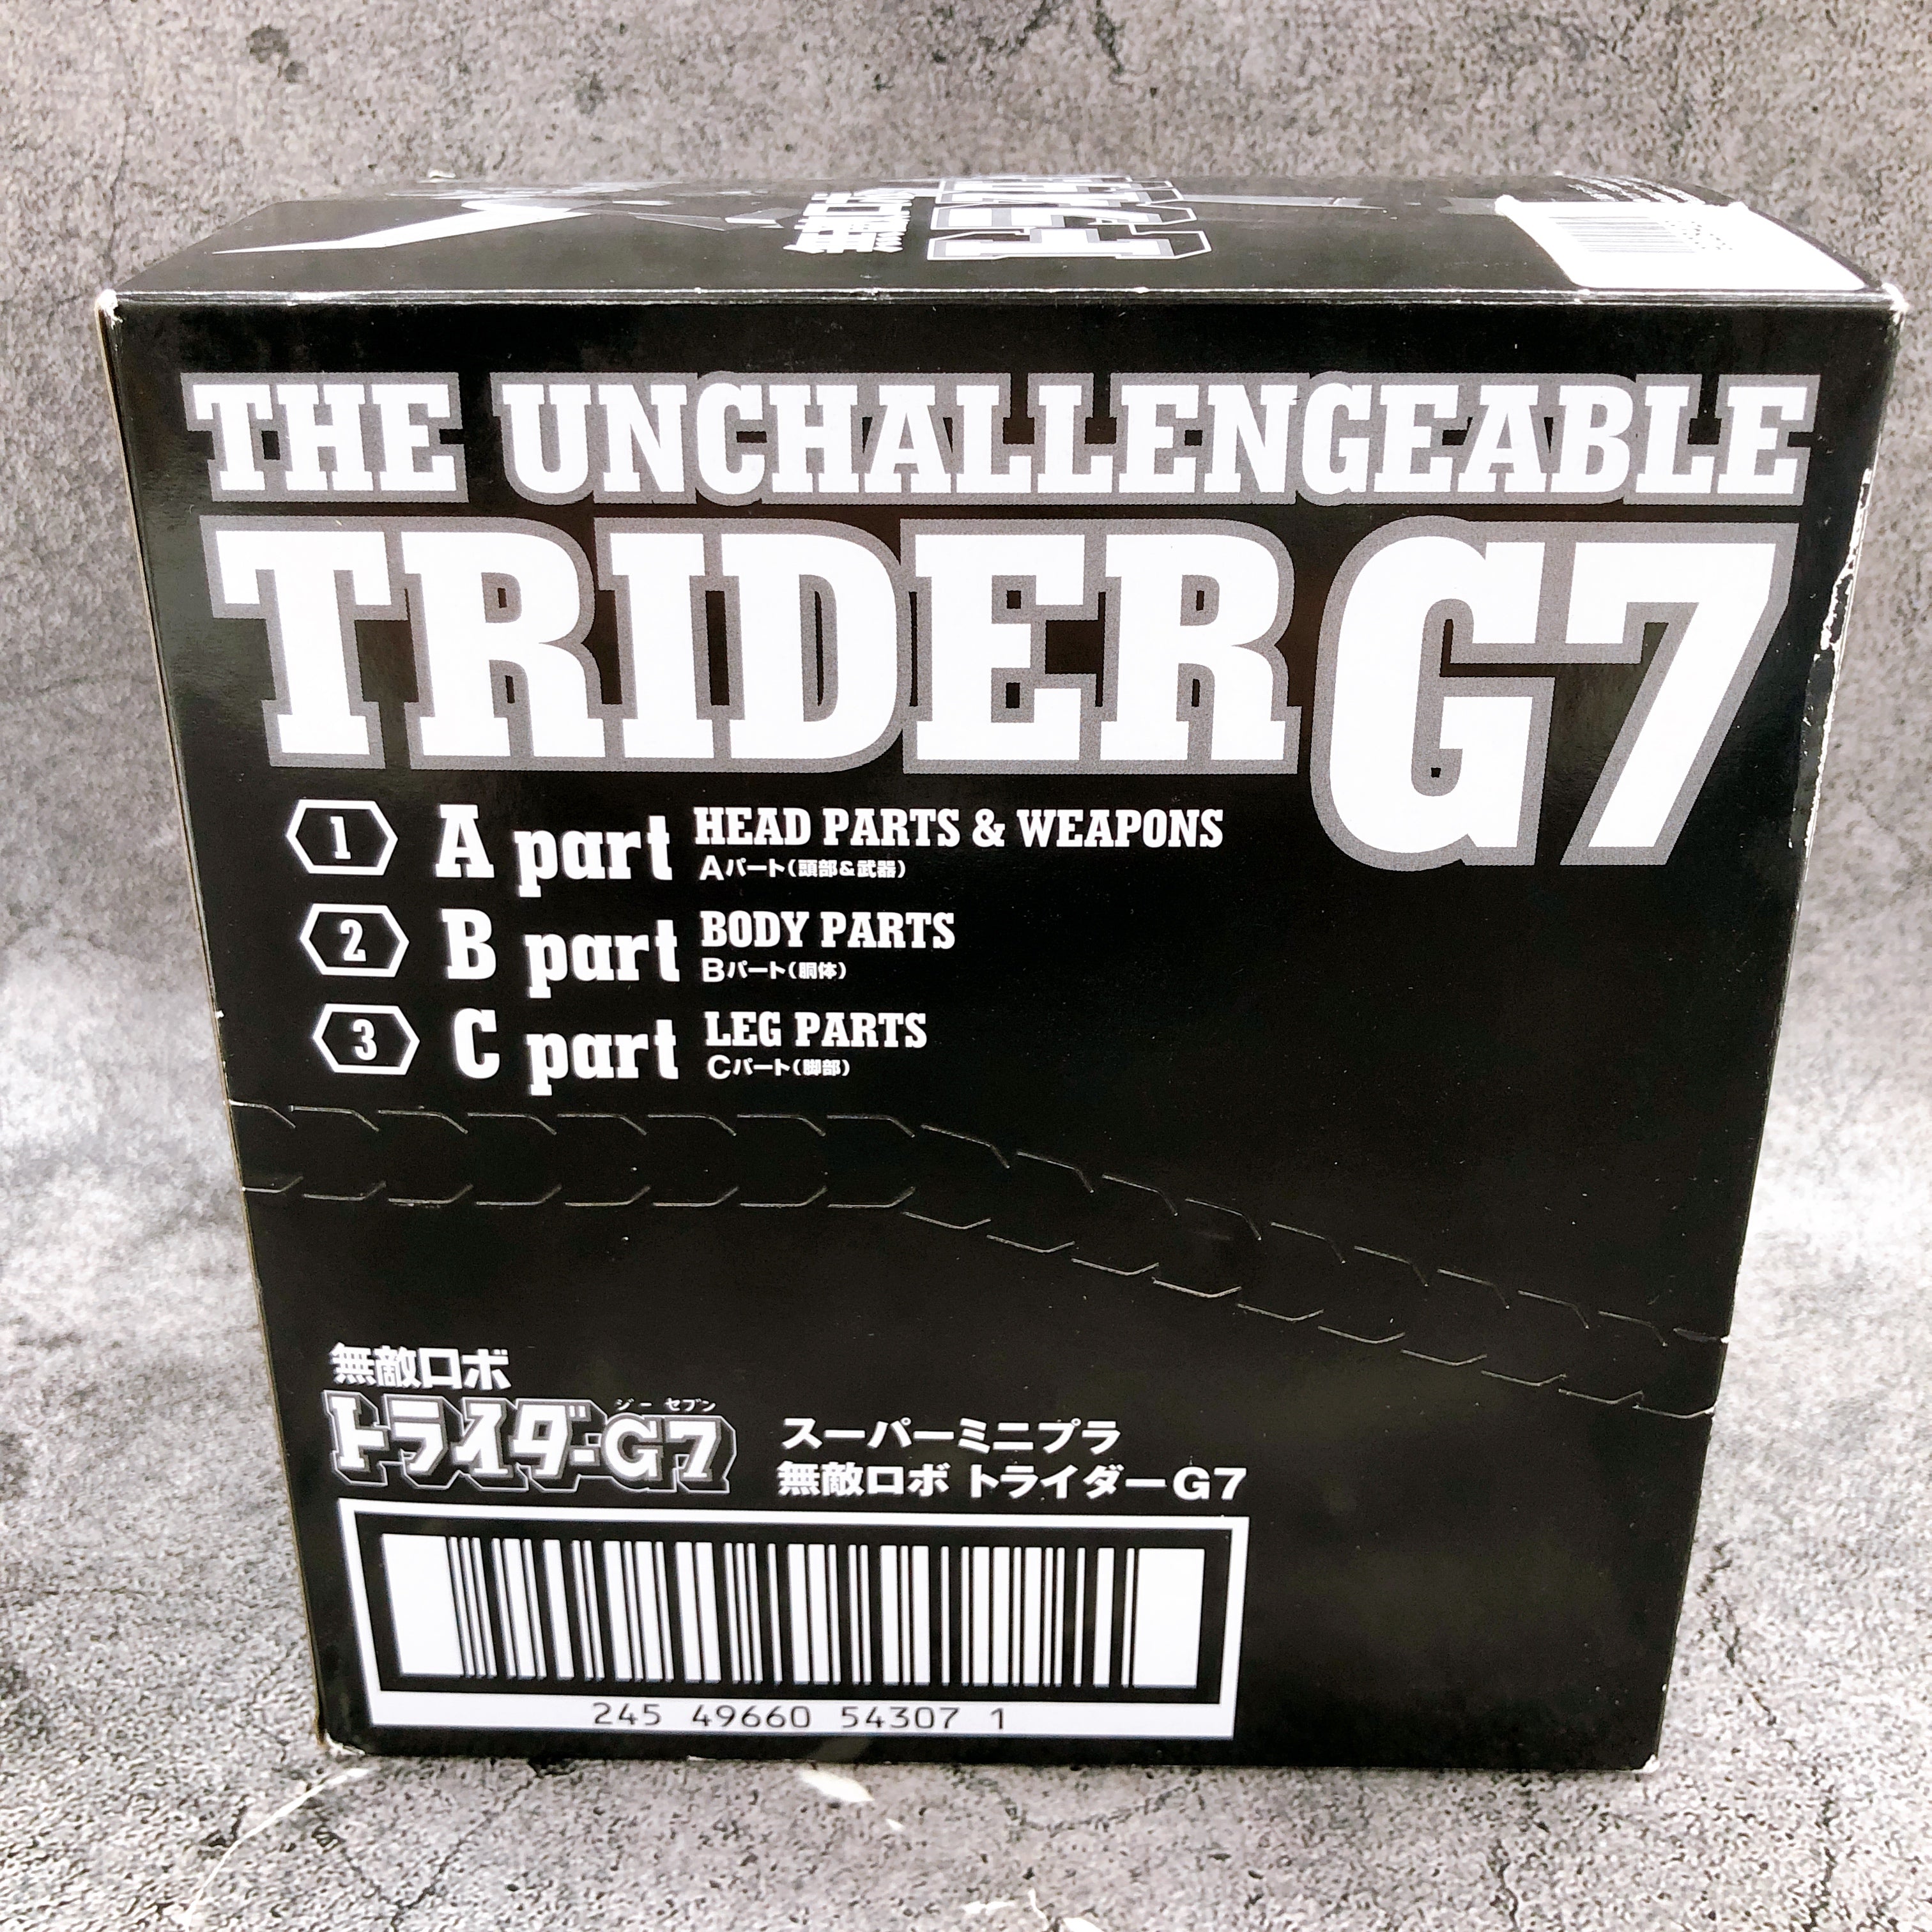 THE UNCHALLENGEABLE
TRIDER G7
1 A part HEAD PARTS & WEAPONS
Aパート(頭部&武器)
2 B part BODY PARTS
Bパート(胴体)
3 C part LEG PARTS
Cパート(脚部)
無敵ロボ
ジー セブン
トライダーG7
スーパーミニプラ
無敵ロボ トライダーG7
245 49660 54307 1